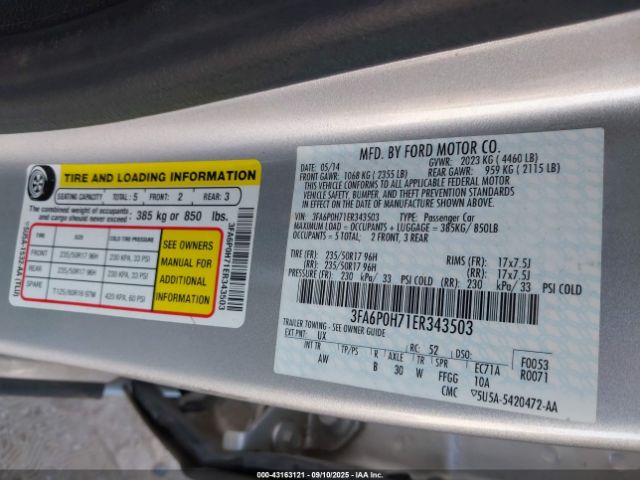 TIRE AND LOADING INFORMATION
SEATING CAPACITY TOTAL: 5 FRONT: 2 REAR: 3
The combined weight of occupants and cargo should never exceed 385 kg or 850 lbs.
TIRE SIZE COLD TIRE PRESSURE
FRONT 235/50R17 96H 230 KPA, 33 PSI
REAR 235/50R17 96H 230 KPA, 33 PSI
SPARE T125/80R16 97M 420 KPA, 60 PSI
SEE OWNERS
MANUAL FOR
ADDITIONAL
INFORMATION
3FA6P0H71ER343503
MFD. BY FORD MOTOR CO.
05/14 GVWR: 2023 KG ( 4460 LB)
FRONT GAWR: 1068 KG ( 2355 LB) REAR GAWR: 959 KG ( 2115 LB)
THIS VEHICLE CONFORMS TO ALL APPLICABLE FEDERAL MOTOR
VEHICLE SAFETY, BUMPER, AND THEFT PREVENTION STANDARDS
IN EFFECT ON THE DATE OF MANUFACTURE SHOWN ABOVE.
VIN: 3FA6P0H71ER343503 TYPE: Passenger Car
MAXIMUM LOAD= OCCUPANTS + LUGGAGE = 385KG/ 850LB
OCCUPANTS = 5 TOTAL; 2 FRONT, 3 REAR
TIRE (FR): 235/50R17 96H RIMS (FR): 17x7.5J
(RR): 235/50R17 96H (RR): 17x7.5J
PRESSURE (FR): 230 kPa/ 33 PSI COLD (RR): 230 kPa/ 33 PSI COLD
3FA6P0H71ER343503
TRAILER TOWING - SEE OWNER GUIDE
EXT PNT: UX RC: 52 DSO: F0053
INT TR TP/PS R AXLE TR SPR EC71A R0071
AW B 30 W FFGG 10A
CMC ▽5U5A-5420472-AA
000-43163121 - 09/10/2025 - IAAI.COM